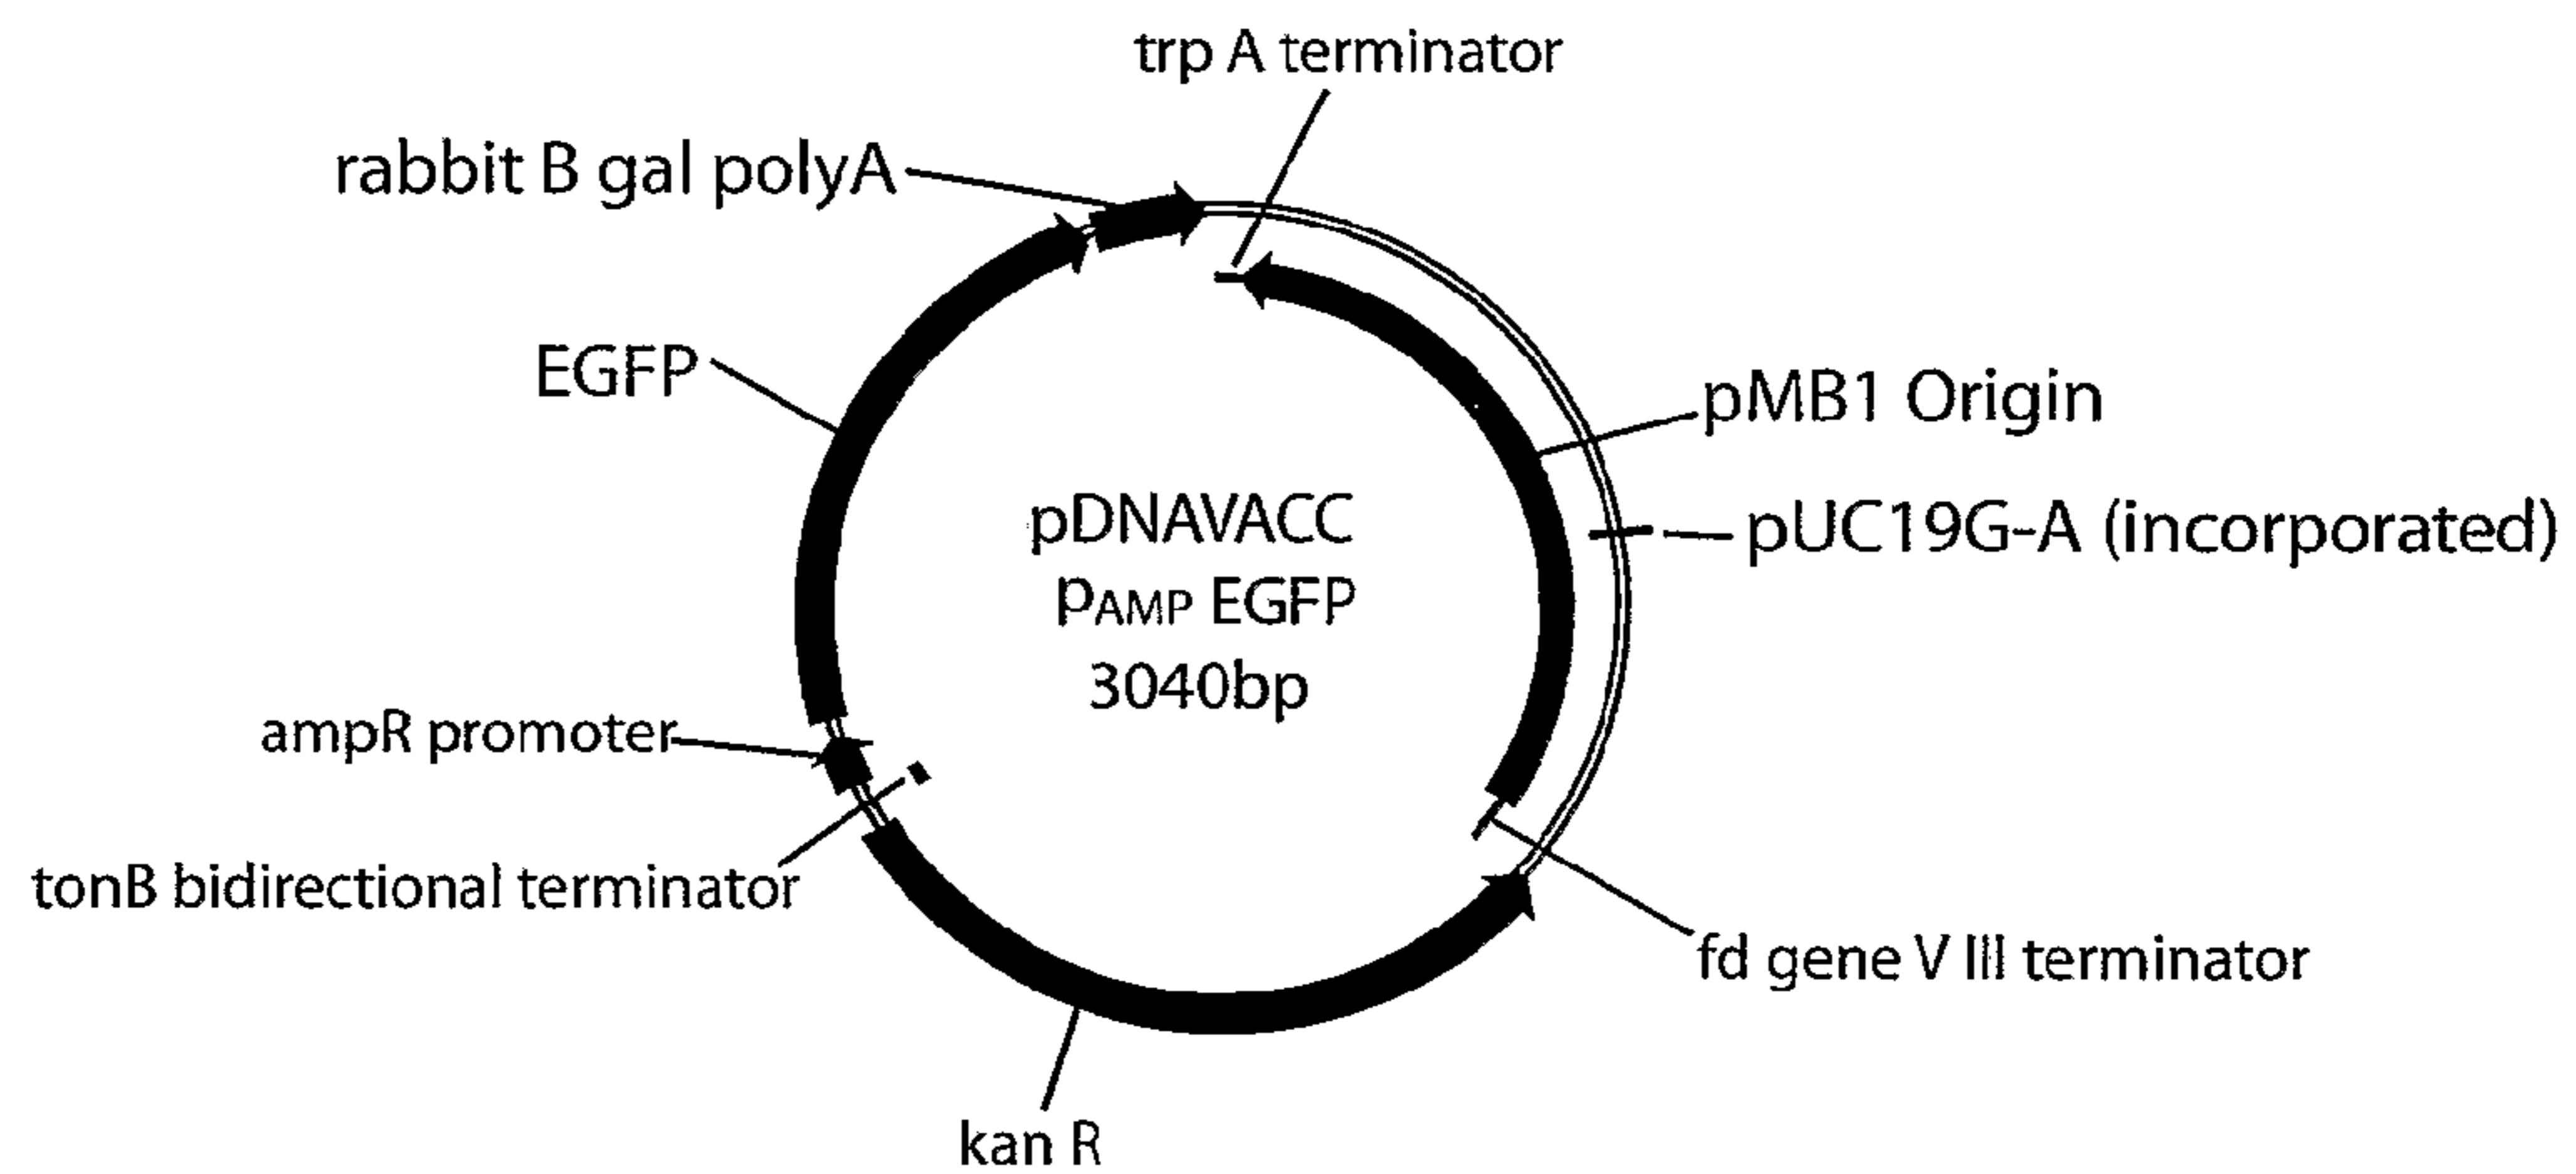 trp A terminator
rabbit B gal polyA
EGFP
pMB1 Origin
pDNAVACC
pAMP EGFP
3040bp
pUC19G-A (incorporated)
ampR promoter
tonB bidirectional terminator
fd gene V III terminator
kan R